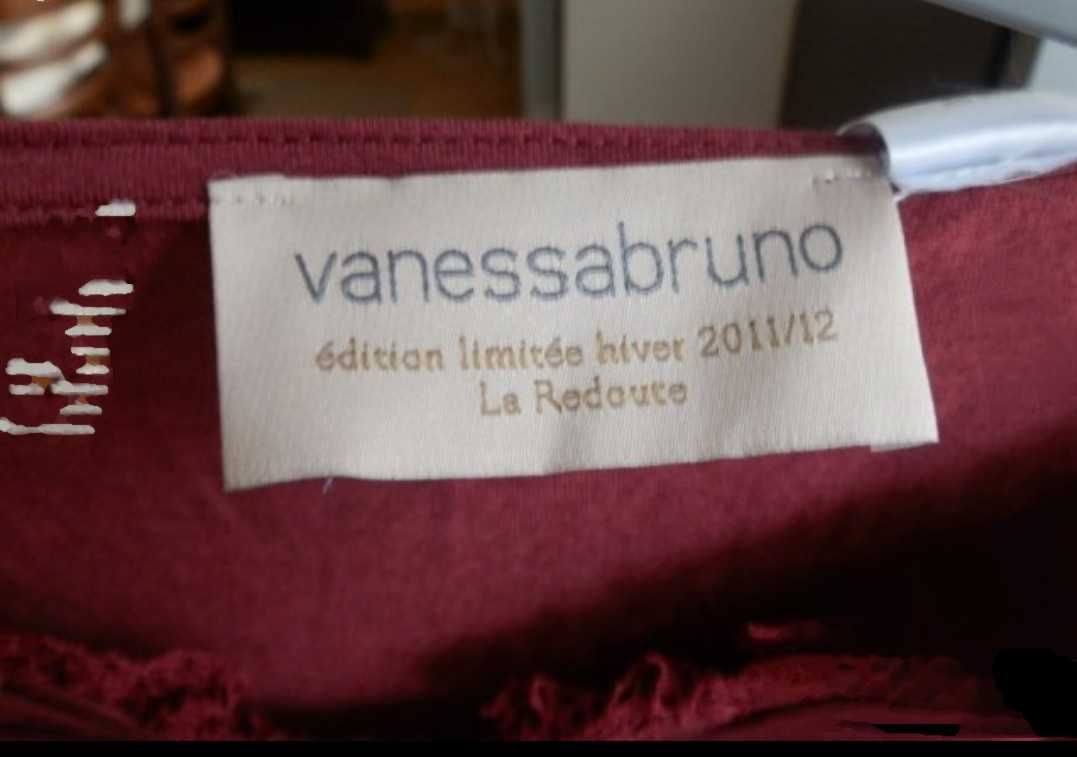 vanessabruno
édition limitée hiver 2011/12
La Redoute